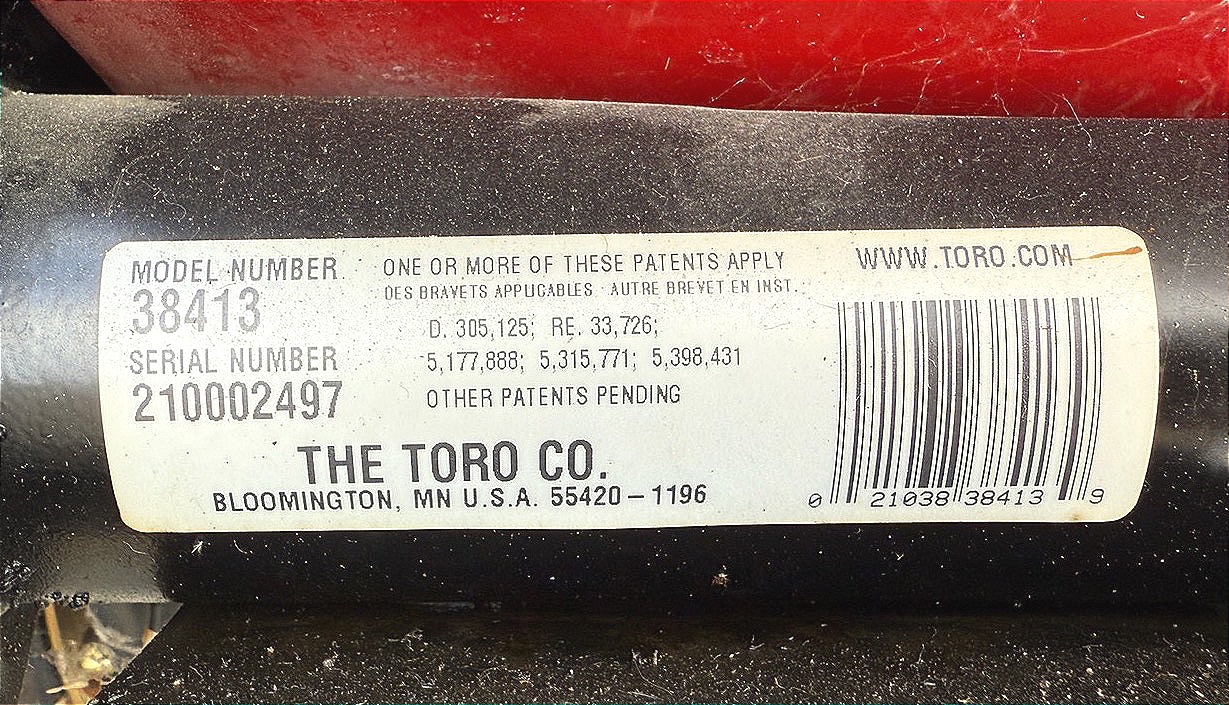 MODEL NUMBER
38413
SERIAL NUMBER
210002497
ONE OR MORE OF THESE PATENTS APPLY
DES BRAVETS APPLICABLES AUTRE BREVET EN INST.
D. 305,125; RE. 33,726;
5,177,888; 5,315,771; 5,398,431
OTHER PATENTS PENDING
THE TORO CO.
BLOOMINGTON, MN U.S.A. 55420-1196
WWW.TORO.COM
0 21038 38413 9